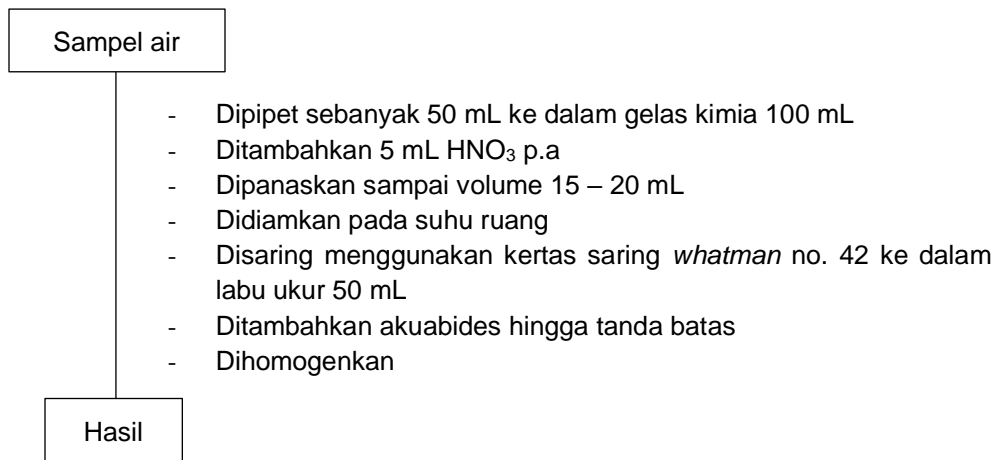 Sampel air
- Dipipet sebanyak 50 mL ke dalam gelas kimia 100 mL
- Ditambahkan 5 mL HNO₃ p.a
- Dipanaskan sampai volume 15 – 20 mL
- Didiamkan pada suhu ruang
- Disaring menggunakan kertas saring whatman no. 42 ke dalam
labu ukur 50 mL
- Ditambahkan akuabides hingga tanda batas
- Dihomogenkan
Hasil